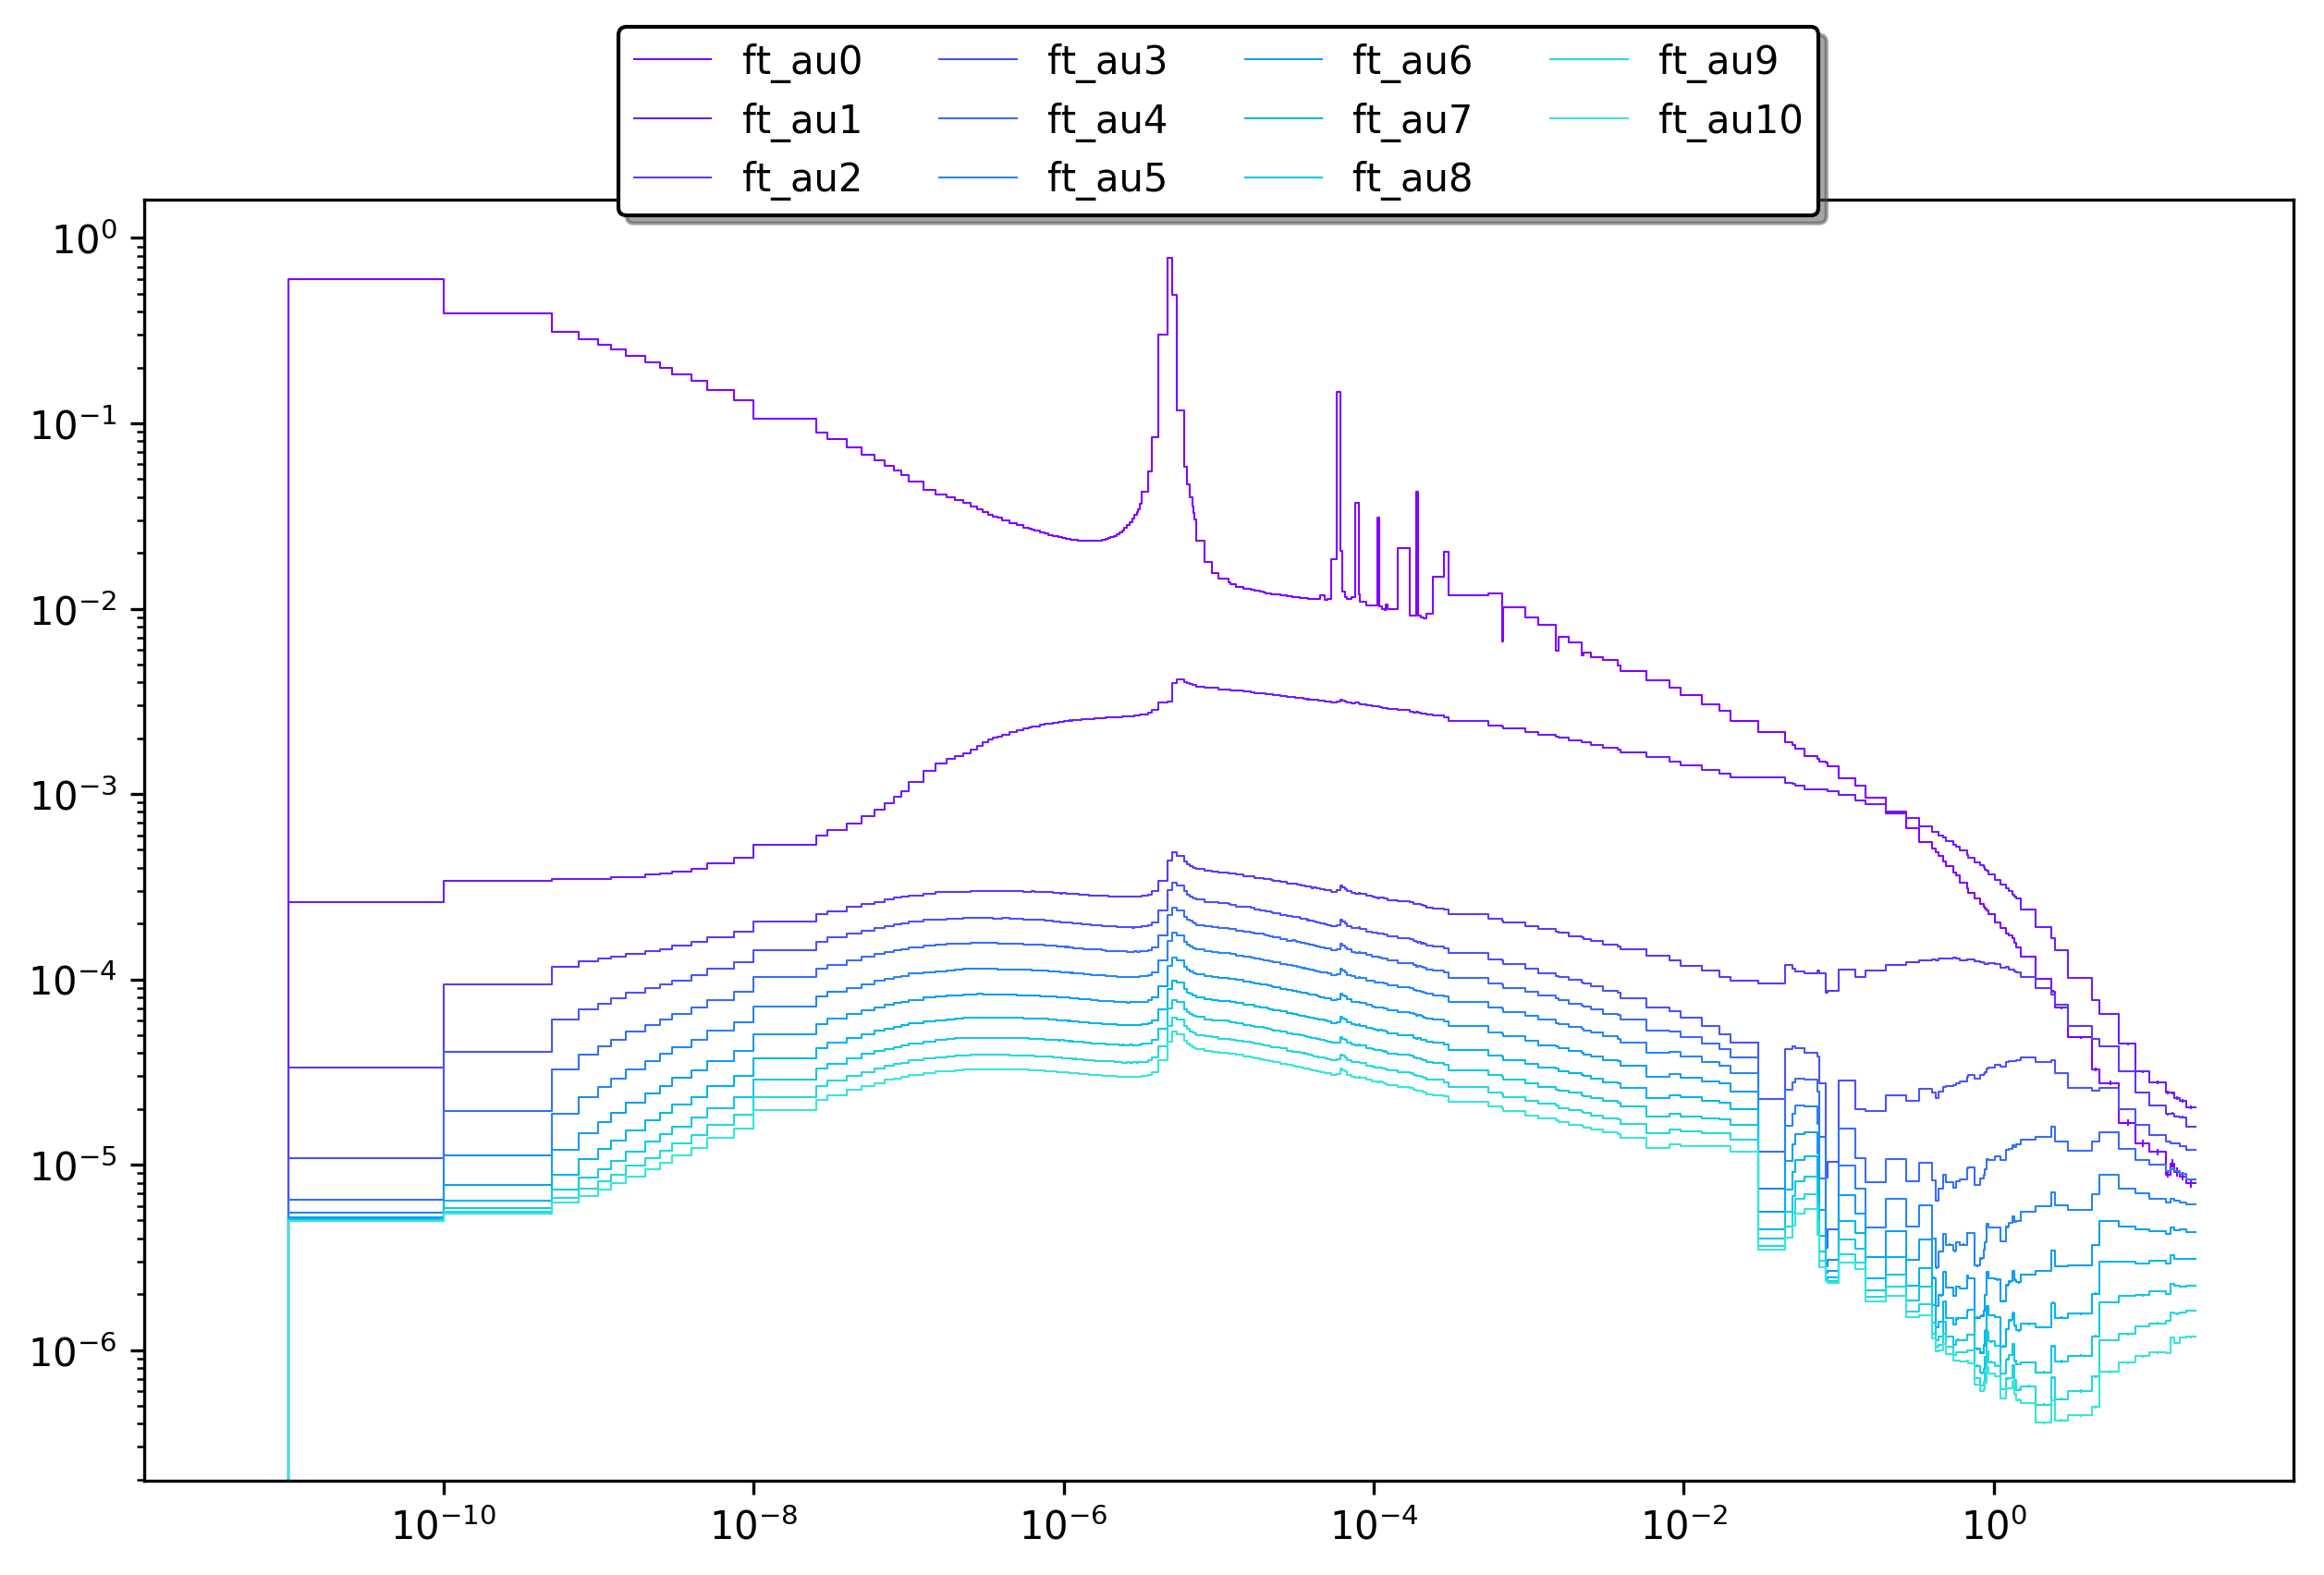 ft_au0 ft_au3 ft_au6 ft_au9
ft_au1 ft_au4 ft_au7 ft_au10
ft_au2 ft_au5 ft_au8
10⁰
10⁻¹
10⁻²
10⁻³
10⁻⁴
10⁻⁵
10⁻⁶
10⁻¹⁰ 10⁻⁸ 10⁻⁶ 10⁻⁴ 10⁻² 10⁰